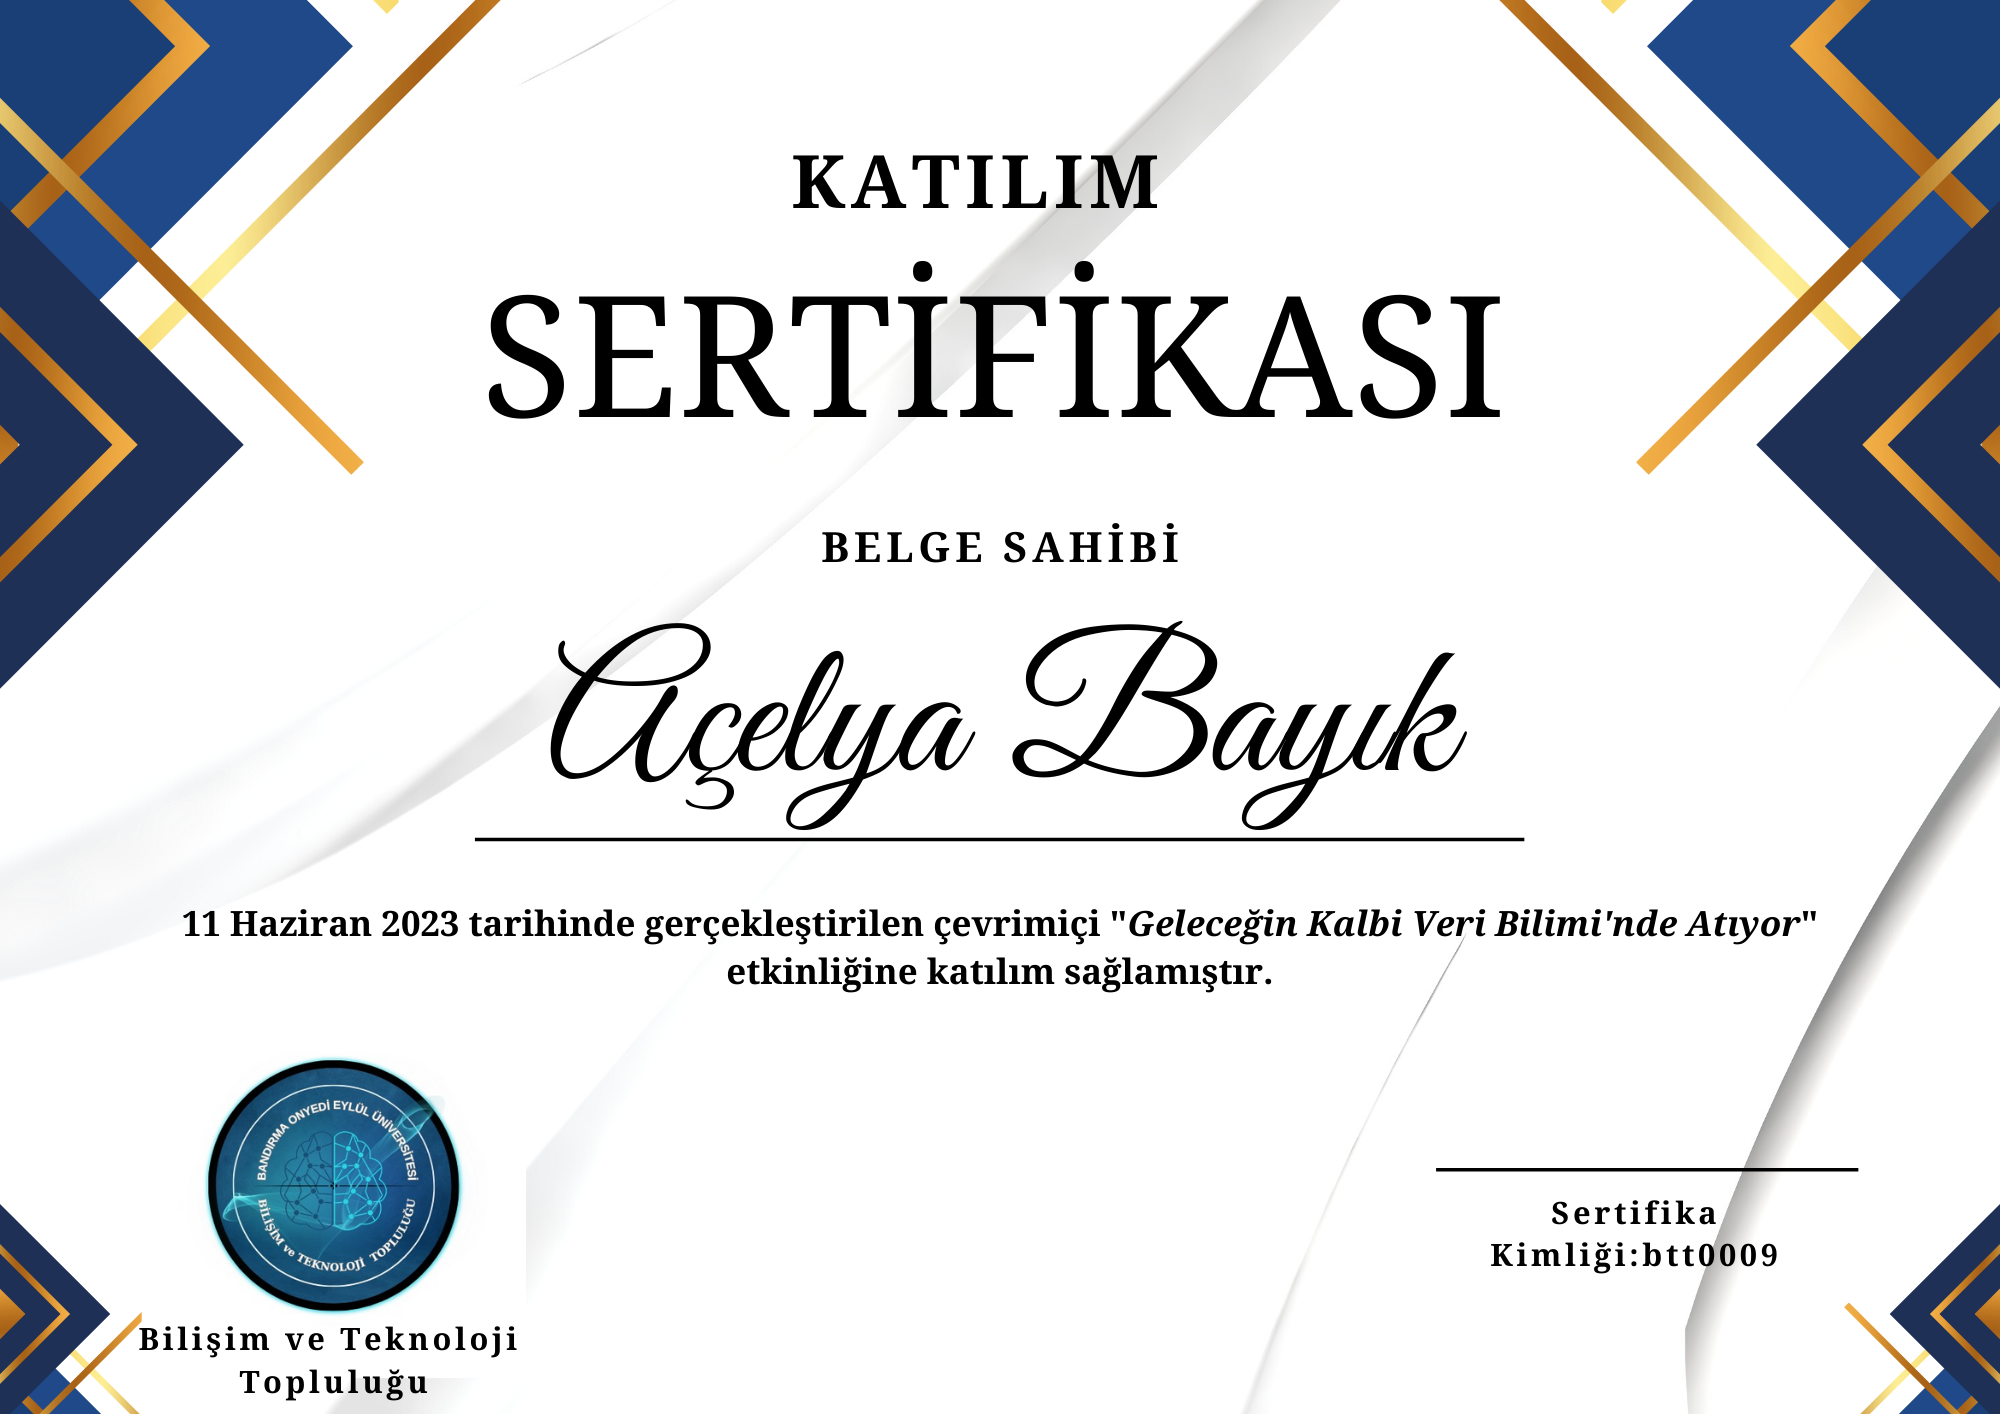 KATILIM
SERTİFİKASI
BELGE SAHİBİ
Açelya Bayık
11 Haziran 2023 tarihinde gerçekleştirilen çevrimiçi "Geleceğin Kalbi Veri Bilimi'nde Atıyor"
etkinliğine katılım sağlamıştır.
BANDIRMA ONYEDİ EYLÜL ÜNİVERSİTESİ
BİLİŞİM ve TEKNOLOJİ TOPLULUĞU
Bilişim ve Teknoloji
Topluluğu
Sertifika
Kimliği:btt0009